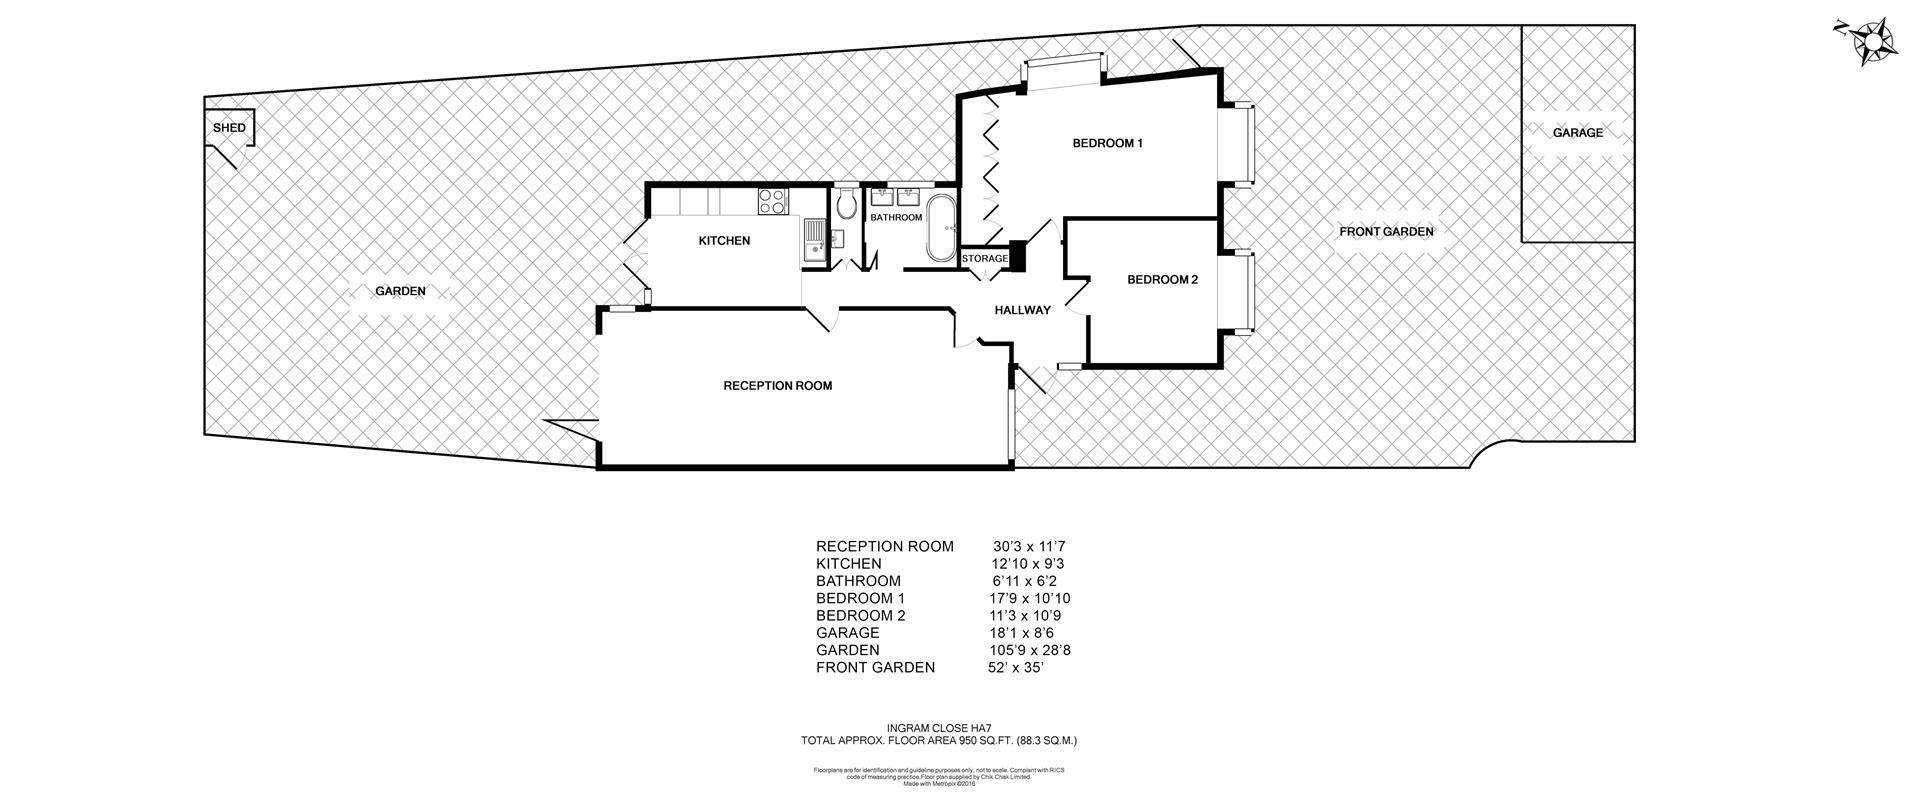 N
SHED
GARAGE
BEDROOM 1
BATHROOM
FRONT GARDEN
KITCHEN
STORAGE
BEDROOM 2
GARDEN
HALLWAY
RECEPTION ROOM
RECEPTION ROOM 30'3 x 11'7
KITCHEN 12'10 x 9'3
BATHROOM 6'11 x 6'2
BEDROOM 1 17'9 x 10'10
BEDROOM 2 11'3 x 10'9
GARAGE 18'1 x 8'6
GARDEN 105'9 x 28'8
FRONT GARDEN 52' x 35'
INGRAM CLOSE HA7
TOTAL APPROX. FLOOR AREA 950 SQ.FT. (88.3 SQ.M.)
Floorplans are for identification and guideline purposes only, not to scale. Compliant with RICS
code of measuring practice.Floor plan supplied by Chik Chak Limited.
Made with Metropix ©2016